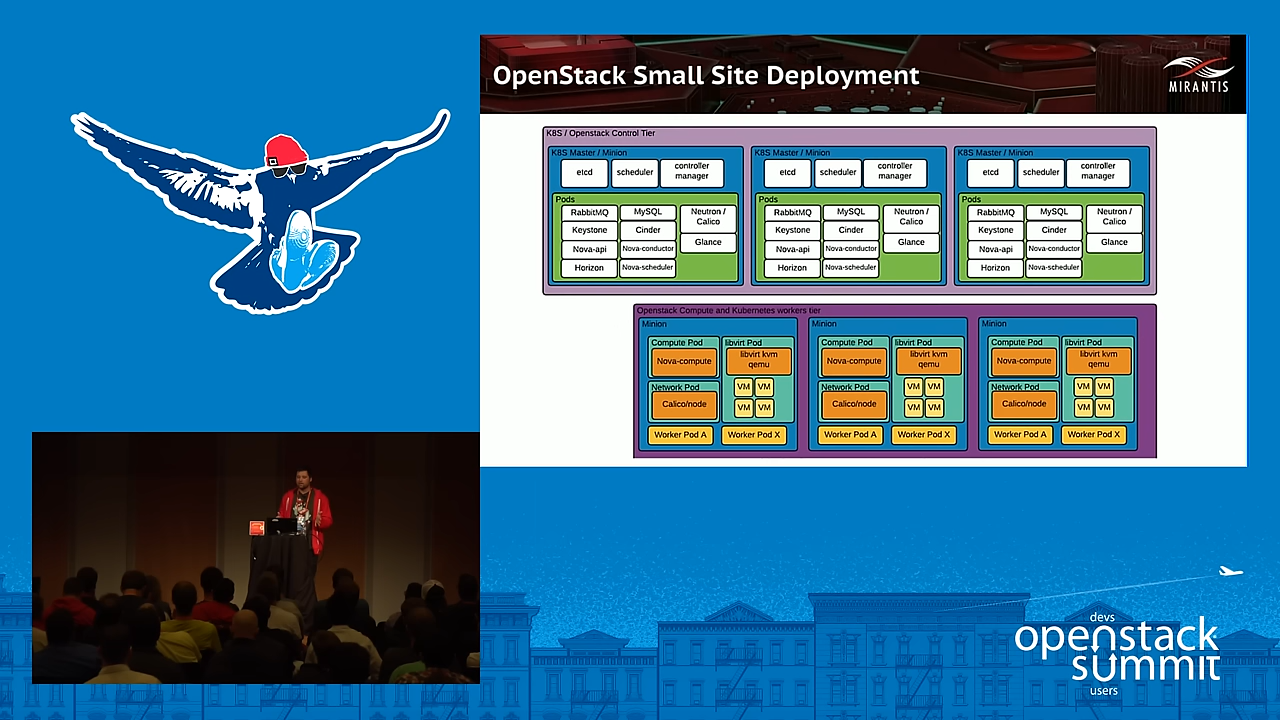 OpenStack Small Site Deployment
MIRANTIS
K8S / Openstack Control Tier
K8S Master / Minion
etcd
scheduler
controller
manager
Pods
RabbitMQ
MySQL
Neutron /
Calico
Keystone
Cinder
Glance
Nova-api
Nova-conductor
Horizon
Nova-scheduler
K8S Master / Minion
etcd
scheduler
controller
manager
Pods
RabbitMQ
MySQL
Neutron /
Calico
Keystone
Cinder
Glance
Nova-api
Nova-conductor
Horizon
Nova-scheduler
K8S Master / Minion
etcd
scheduler
controller
manager
Pods
RabbitMQ
MySQL
Neutron /
Calico
Keystone
Cinder
Glance
Nova-api
Nova-conductor
Horizon
Nova-scheduler
Openstack Compute and Kubernetes workers tier
Minion
Compute Pod
Nova-compute
libvirt Pod
libvirt kvm
qemu
Network Pod
Calico/node
VM VM
VM VM
Worker Pod A
Worker Pod X
Minion
Compute Pod
Nova-compute
libvirt Pod
libvirt kvm
qemu
Network Pod
Calico/node
VM VM
VM VM
Worker Pod A
Worker Pod X
Minion
Compute Pod
Nova-compute
libvirt Pod
libvirt kvm
qemu
Network Pod
Calico/node
VM VM
VM VM
Worker Pod A
Worker Pod X
devs
openstack
summit
users